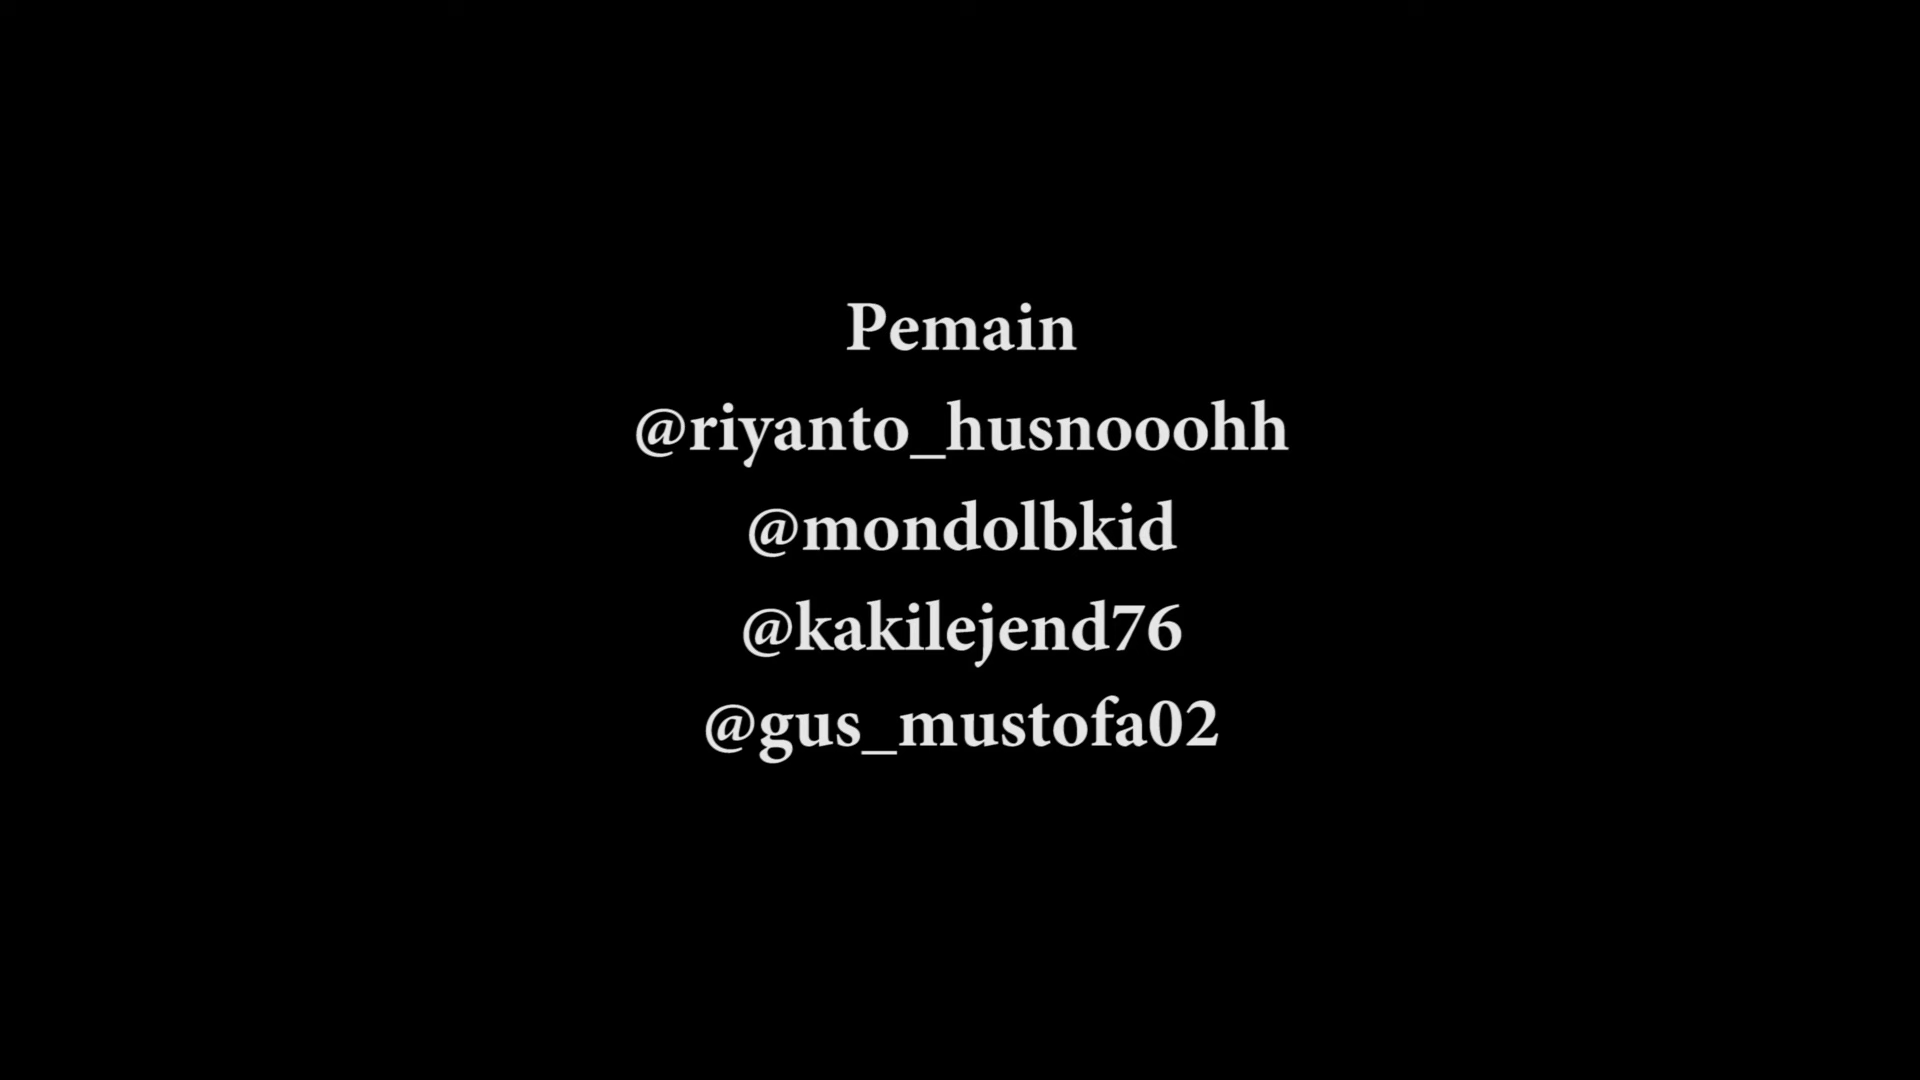 Pemain
@riyanto_husnooohh
@mondolbkid
@kakilejend76
@gus_mustofa02